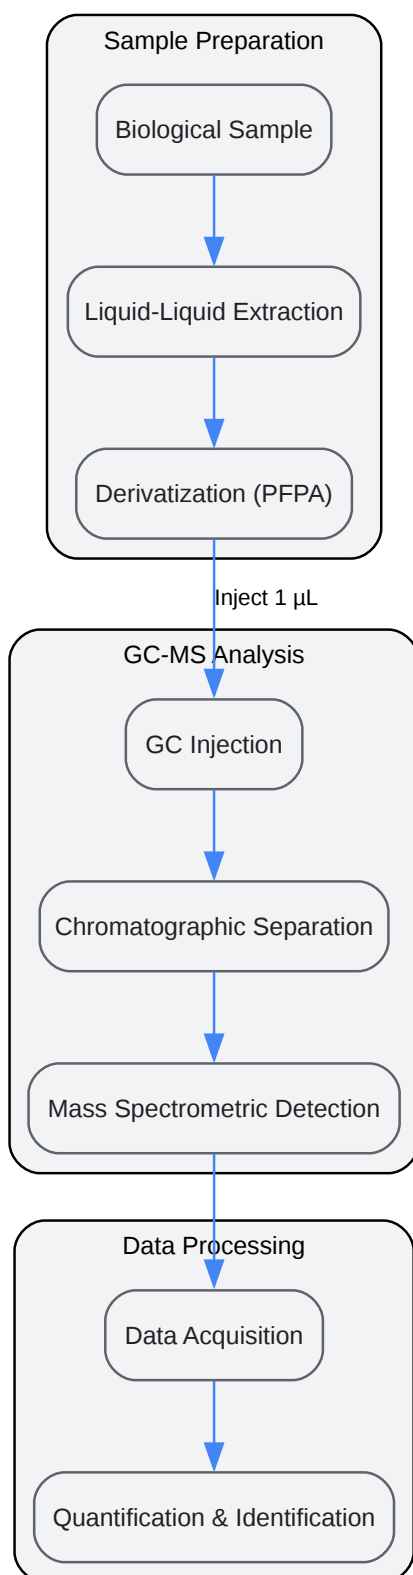 Sample Preparation
Biological Sample
Liquid-Liquid Extraction
Derivatization (PFPA)
Inject 1 µL
GC-MS Analysis
GC Injection
Chromatographic Separation
Mass Spectrometric Detection
Data Processing
Data Acquisition
Quantification & Identification